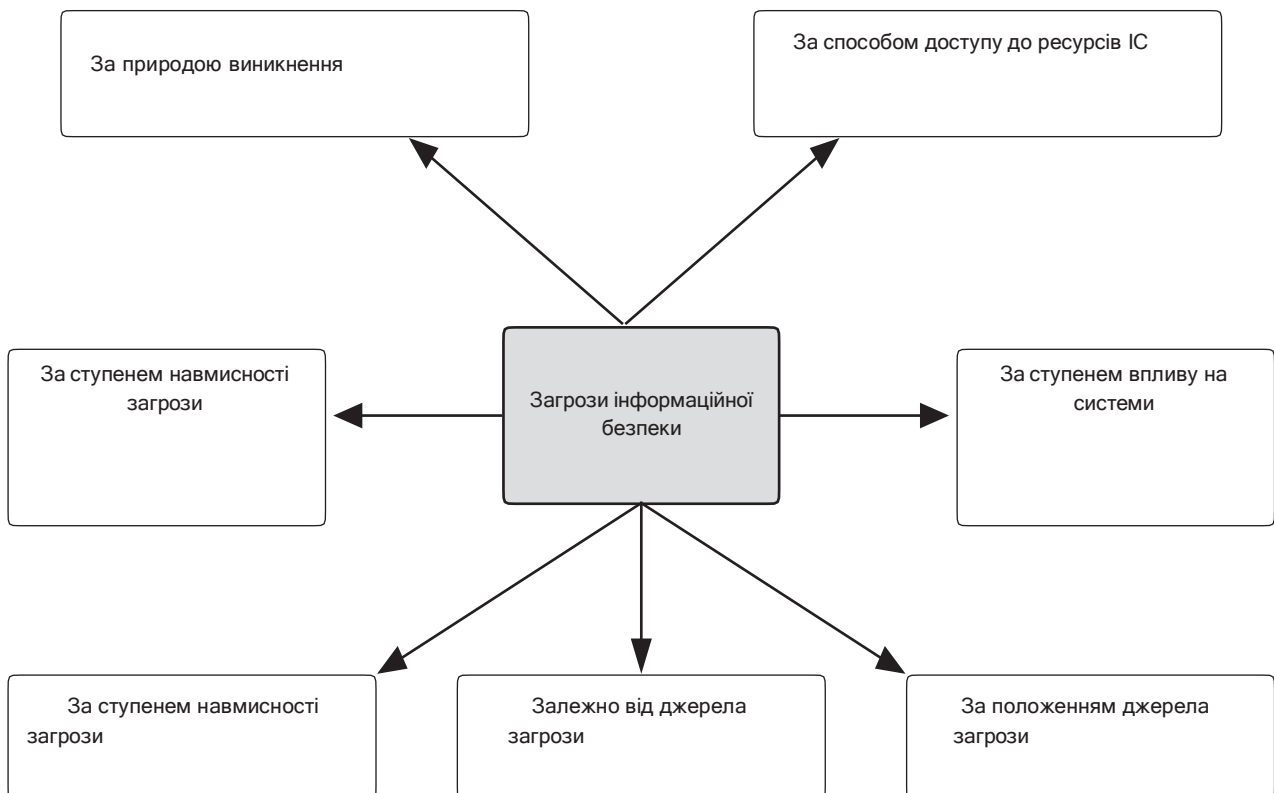 За природою виникнення
За способом доступу до ресурсів ІС
За ступенем навмисності
загрози
Загрози інформаційної
безпеки
За ступенем впливу на
системи
За ступенем навмисності
загрози
Залежно від джерела
загрози
За положенням джерела
загрози